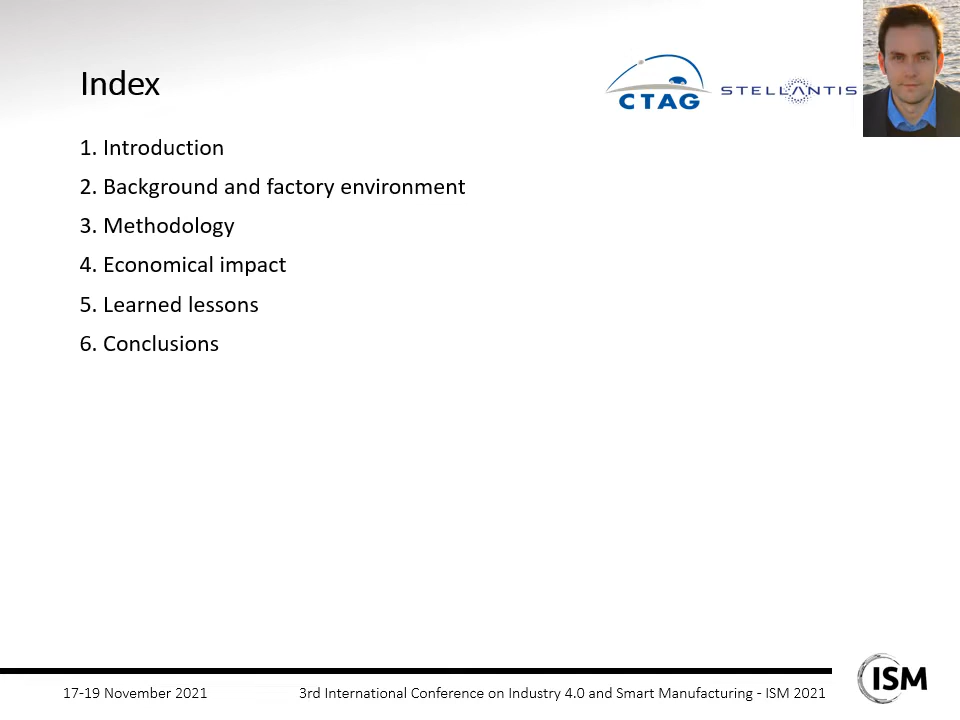 Index
CTAG
STELLANTIS
1. Introduction
2. Background and factory environment
3. Methodology
4. Economical impact
5. Learned lessons
6. Conclusions
17-19 November 2021
3rd International Conference on Industry 4.0 and Smart Manufacturing - ISM 2021
ISM